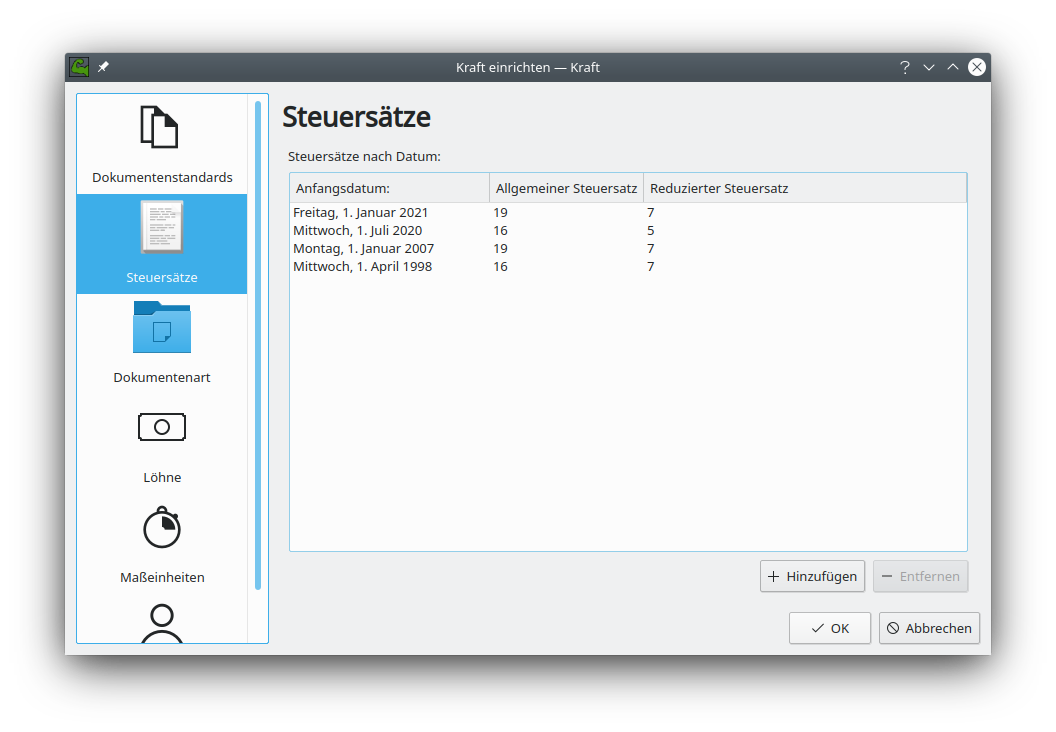 Kraft einrichten — Kraft
Dokumentenstandards
Steuersätze
Dokumentenart
Löhne
Maßeinheiten
Steuersätze
Steuersätze nach Datum:
Anfangsdatum: Allgemeiner Steuersatz Reduzierter Steuersatz
Freitag, 1. Januar 2021 19 7
Mittwoch, 1. Juli 2020 16 5
Montag, 1. Januar 2007 19 7
Mittwoch, 1. April 1998 16 7
Hinzufügen Entfernen
OK Abbrechen